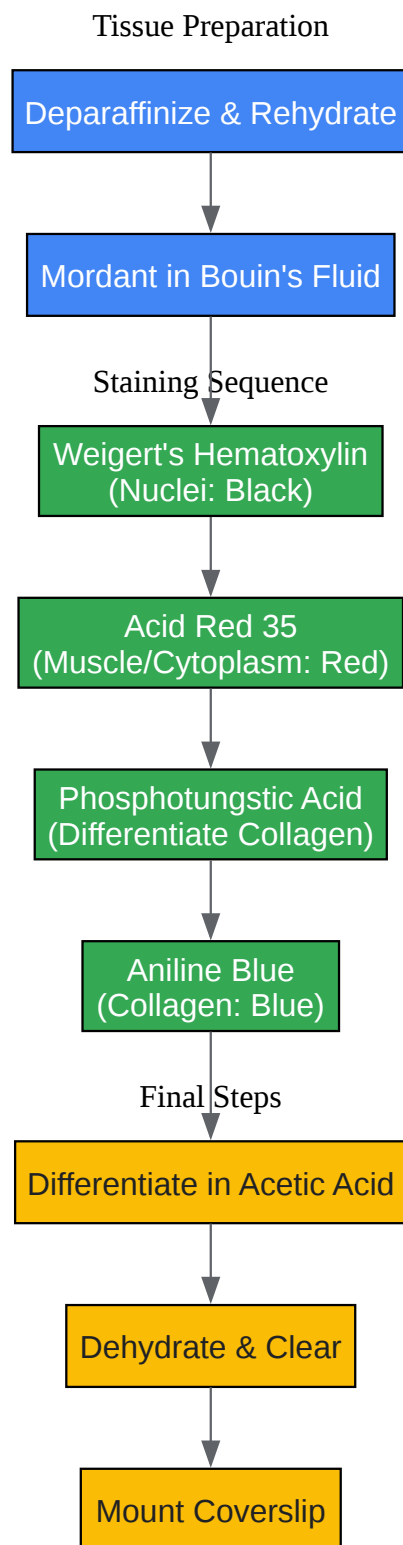 Tissue Preparation
Deparaffinize & Rehydrate
Mordant in Bouin's Fluid
Staining Sequence
Weigert's Hematoxylin
(Nuclei: Black)
Acid Red 35
(Muscle/Cytoplasm: Red)
Phosphotungstic Acid
(Differentiate Collagen)
Aniline Blue
(Collagen: Blue)
Final Steps
Differentiate in Acetic Acid
Dehydrate & Clear
Mount Coverslip